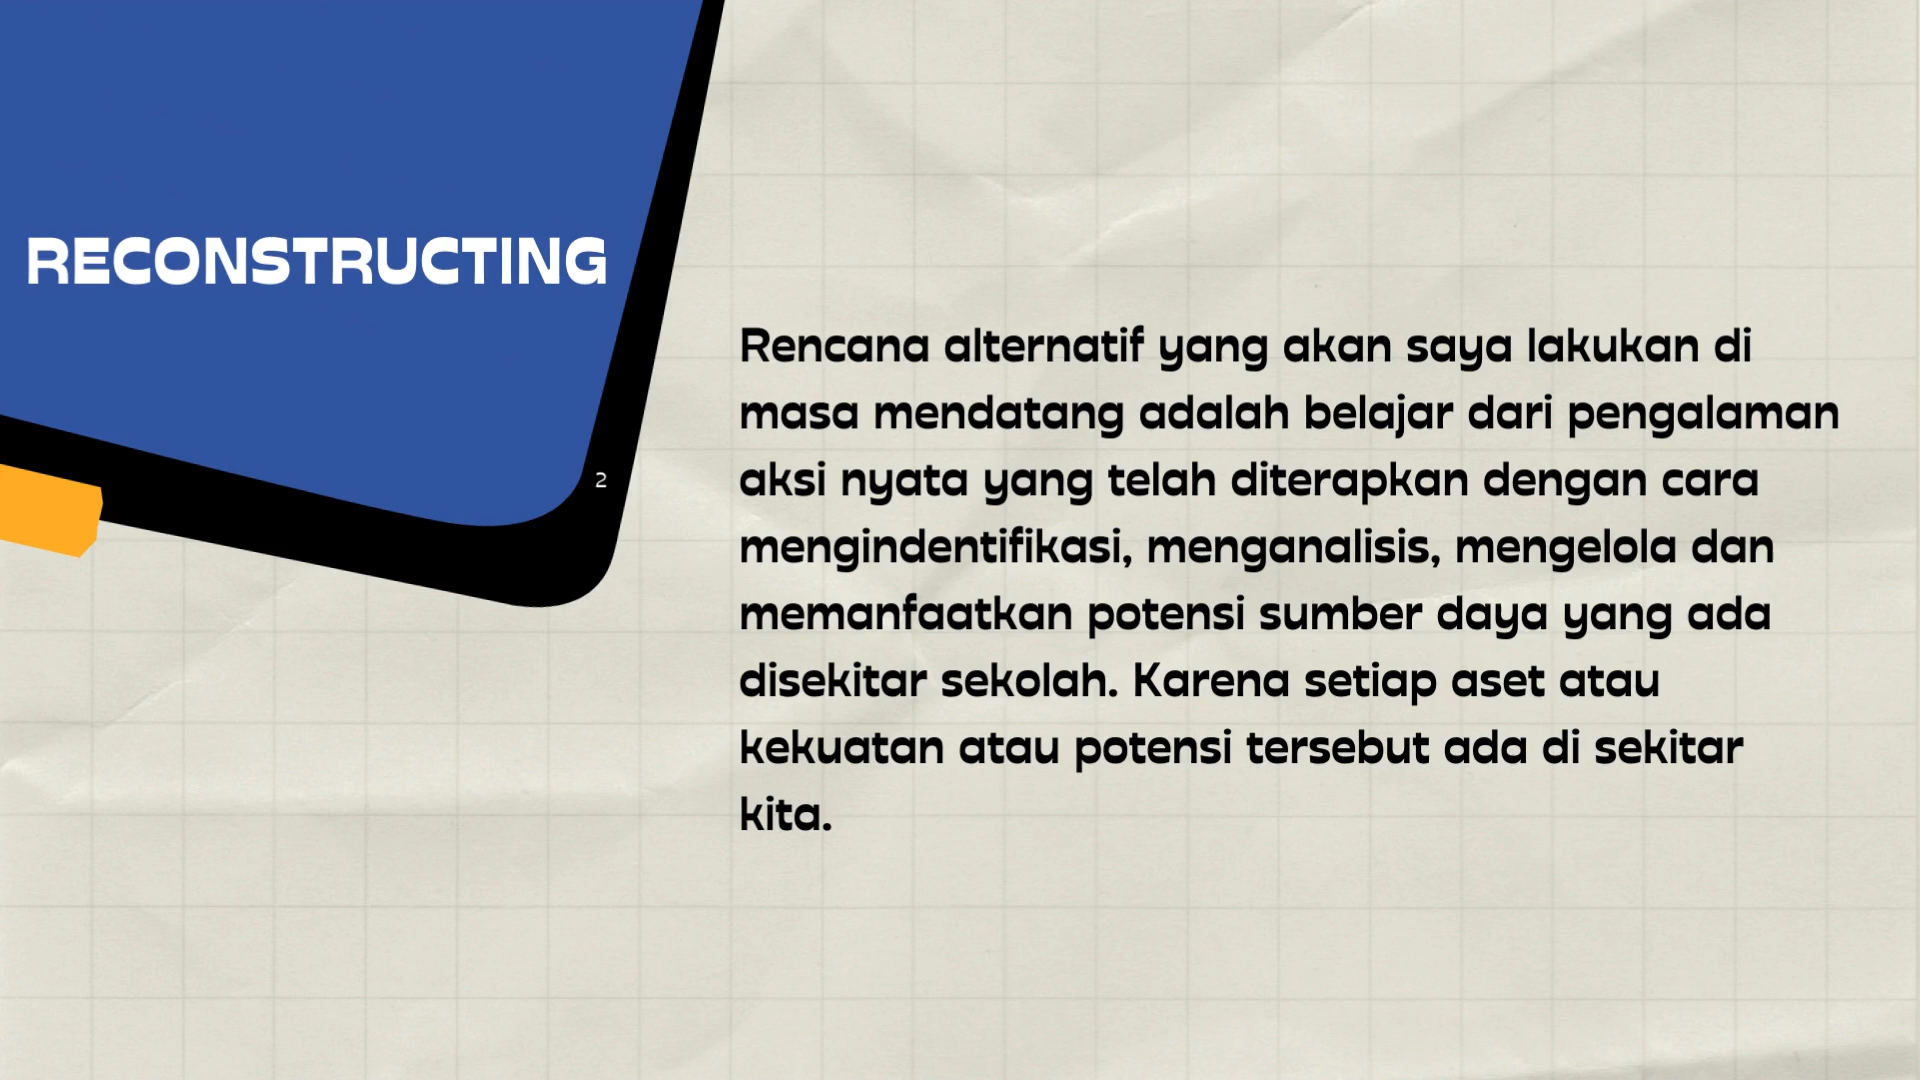 RECONSTRUCTING
2
Rencana alternatif yang akan saya lakukan di
masa mendatang adalah belajar dari pengalaman
aksi nyata yang telah diterapkan dengan cara
mengindentifikasi, menganalisis, mengelola dan
memanfaatkan potensi sumber daya yang ada
disekitar sekolah. Karena setiap aset atau
kekuatan atau potensi tersebut ada di sekitar
kita.